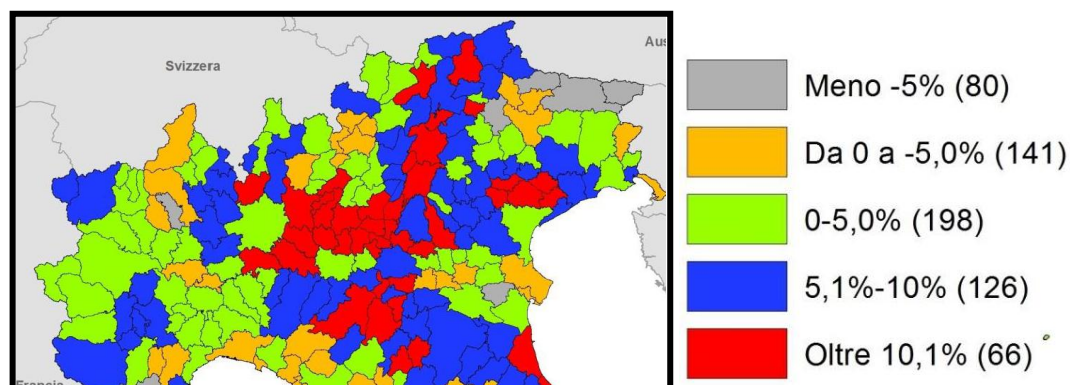 Svizzera
Aus
Meno -5% (80)
Da 0 a -5,0% (141)
0-5,0% (198)
5,1%-10% (126)
Oltre 10,1% (66)
Francia